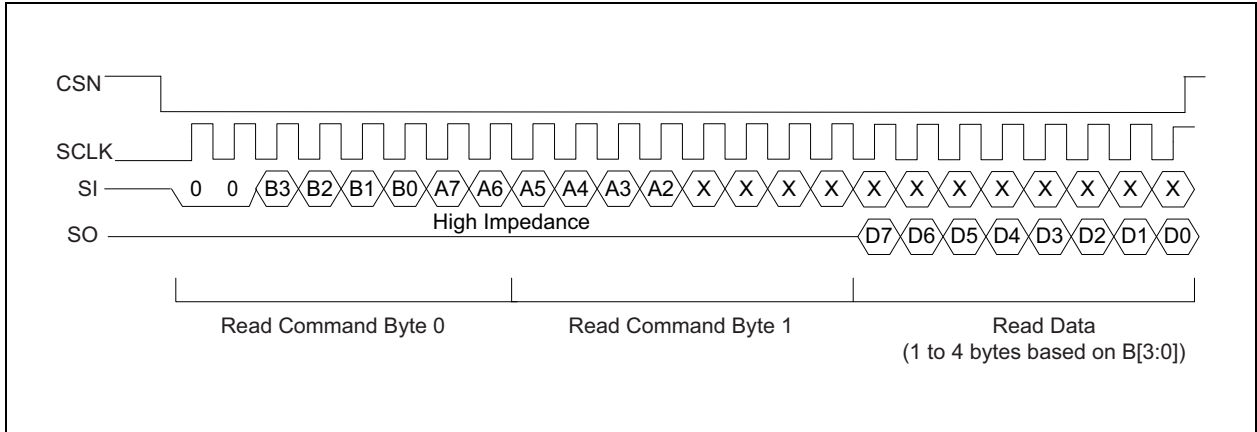 CSN
SCLK
SI 0 0 B3 B2 B1 B0 A7 A6 A5 A4 A3 A2 X X X X X X X X X X X X
High Impedance
SO D7 D6 D5 D4 D3 D2 D1 D0
Read Command Byte 0 Read Command Byte 1 Read Data
(1 to 4 bytes based on B[3:0])